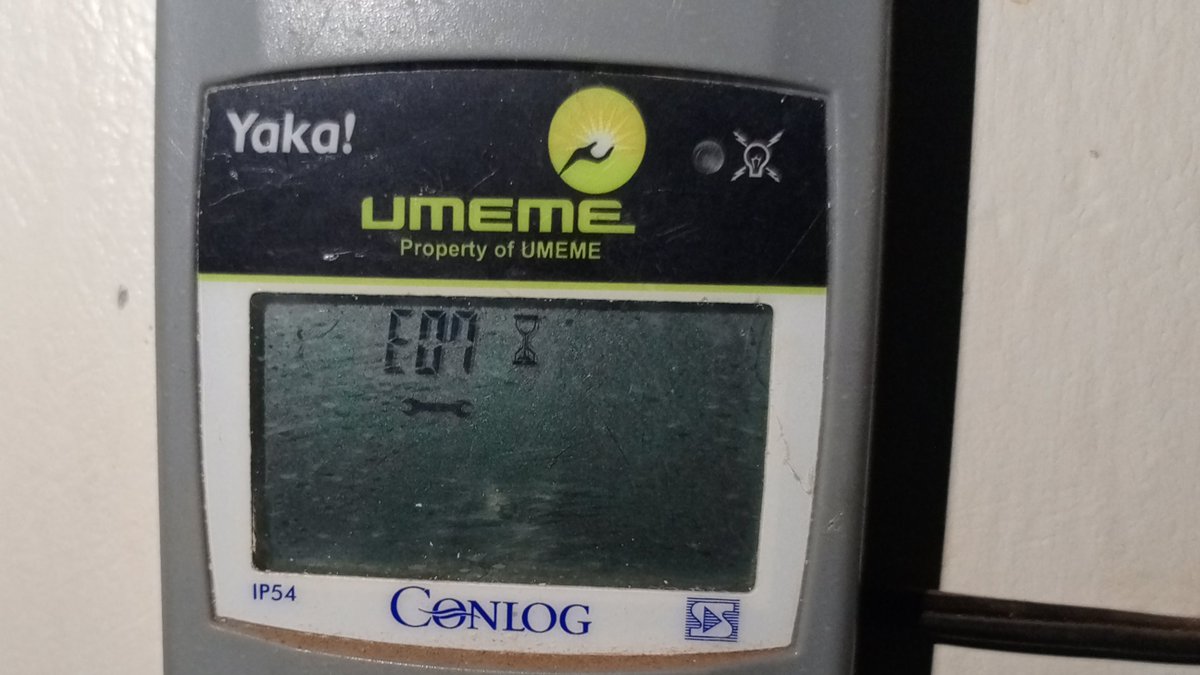 Yaka!
UMEME
Property of UMEME
E07
IP54
CONLOG